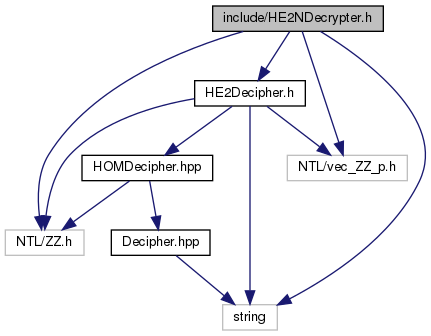 include/HE2NDecrypter.h
HE2Decipher.h
HOMDecipher.hpp
NTL/vec_ZZ_p.h
NTL/ZZ.h
Decipher.hpp
string